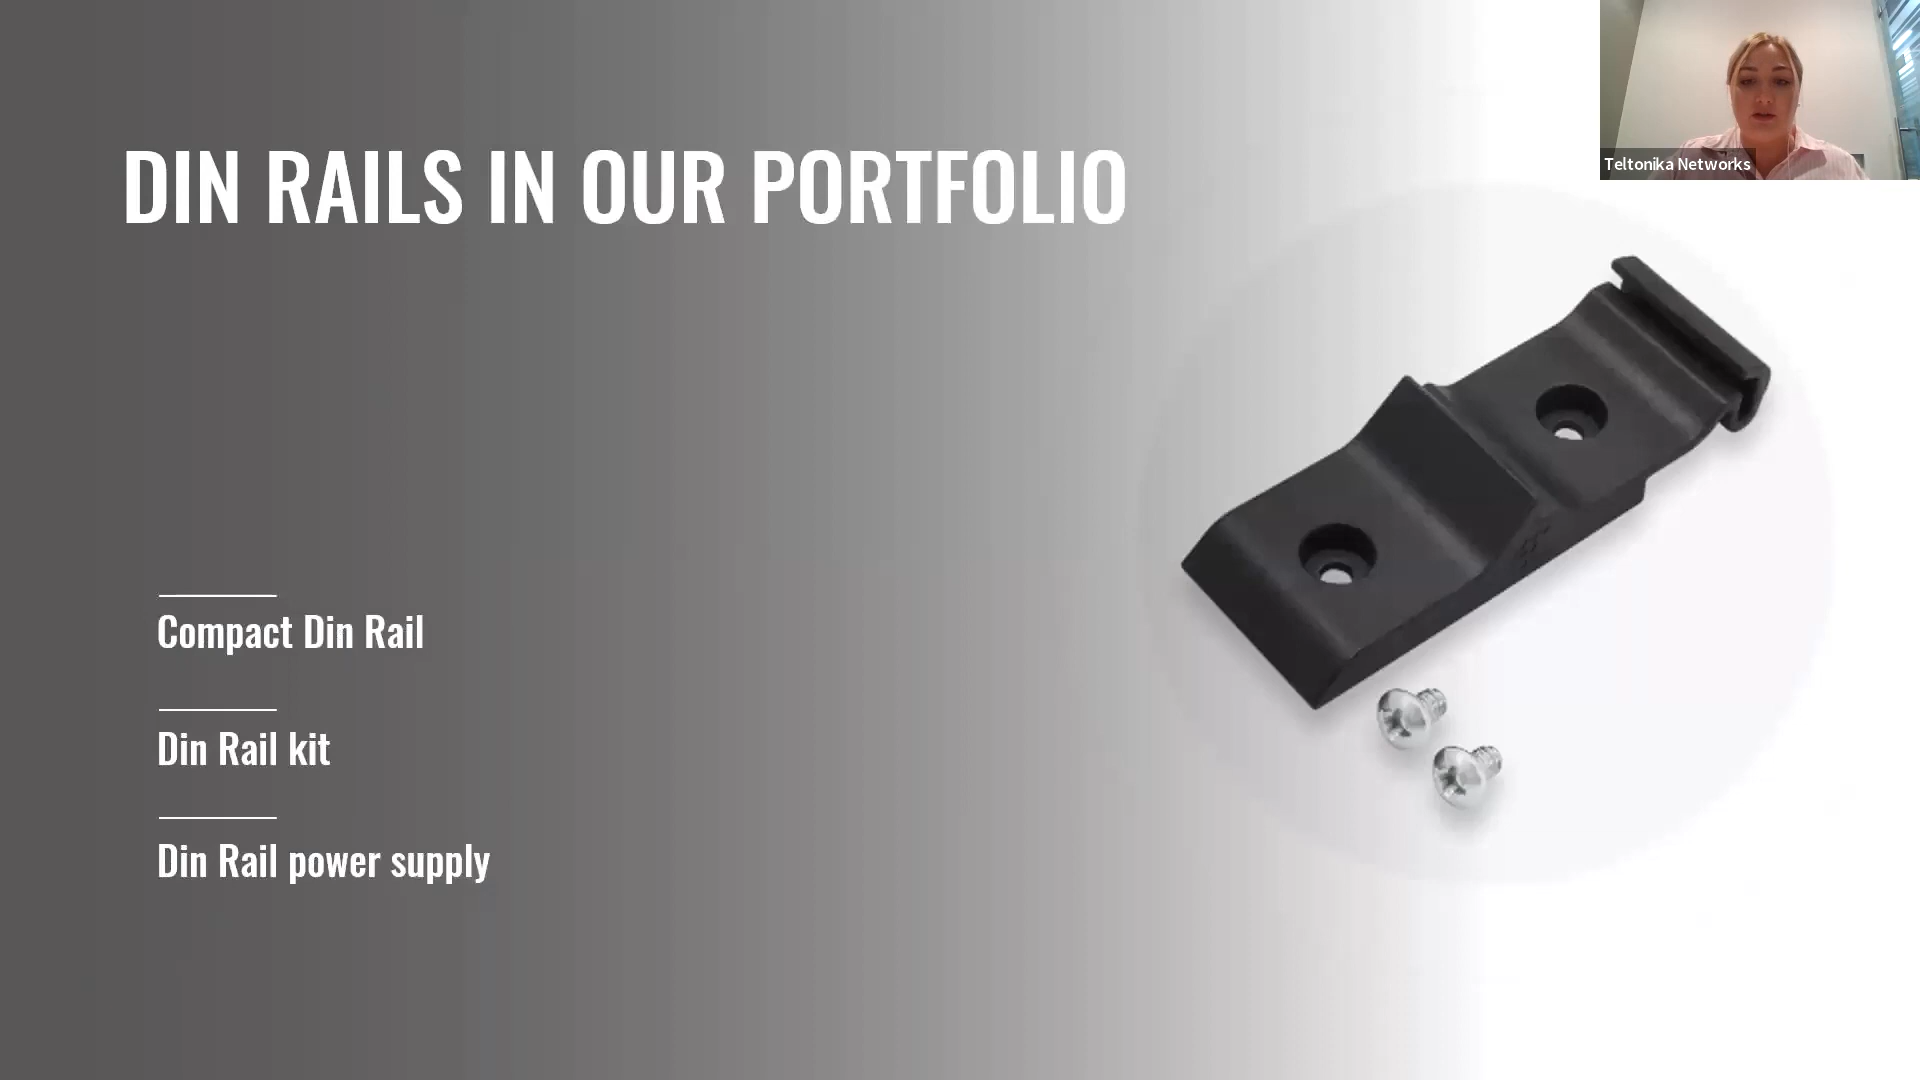 DIN RAILS IN OUR PORTFOLIO
Teltonika Networks
Compact Din Rail
Din Rail kit
Din Rail power supply